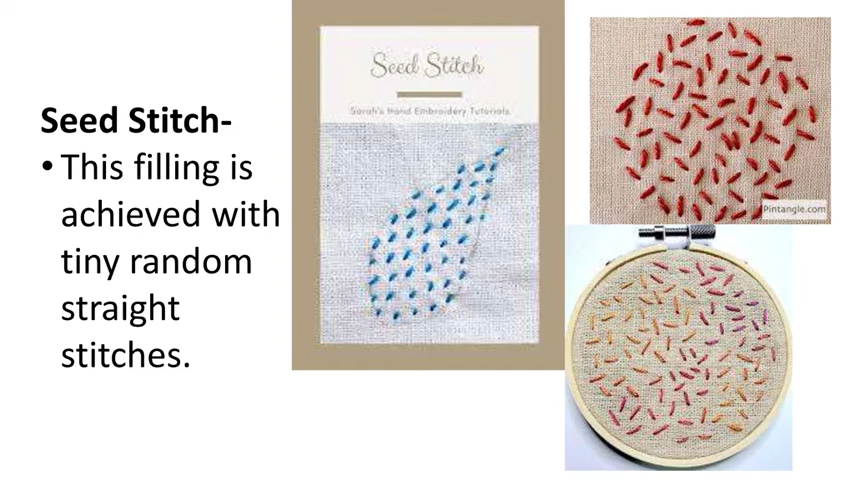 Seed Stitch-
• This filling is
achieved with
tiny random
straight
stitches.
Seed Stitch
Sarah's Hand Embroidery Tutorials
Pintangle.com